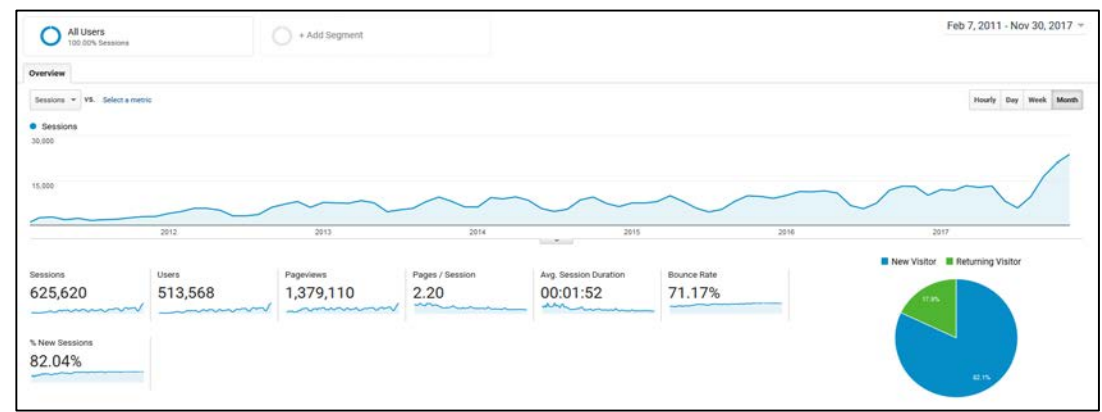 All Users
100.00% Sessions
+ Add Segment
Feb 7, 2011 - Nov 30, 2017
Overview
Sessions VS. Select a metric
Hourly Day Week Month
Sessions
30,000
15,000
2012 2013 2014 2015 2016 2017
New Visitor Returning Visitor
Sessions
625,620
Users
513,568
Pageviews
1,379,110
Pages / Session
2.20
Avg. Session Duration
00:01:52
Bounce Rate
71.17%
% New Sessions
82.04%
17.9%
82.1%